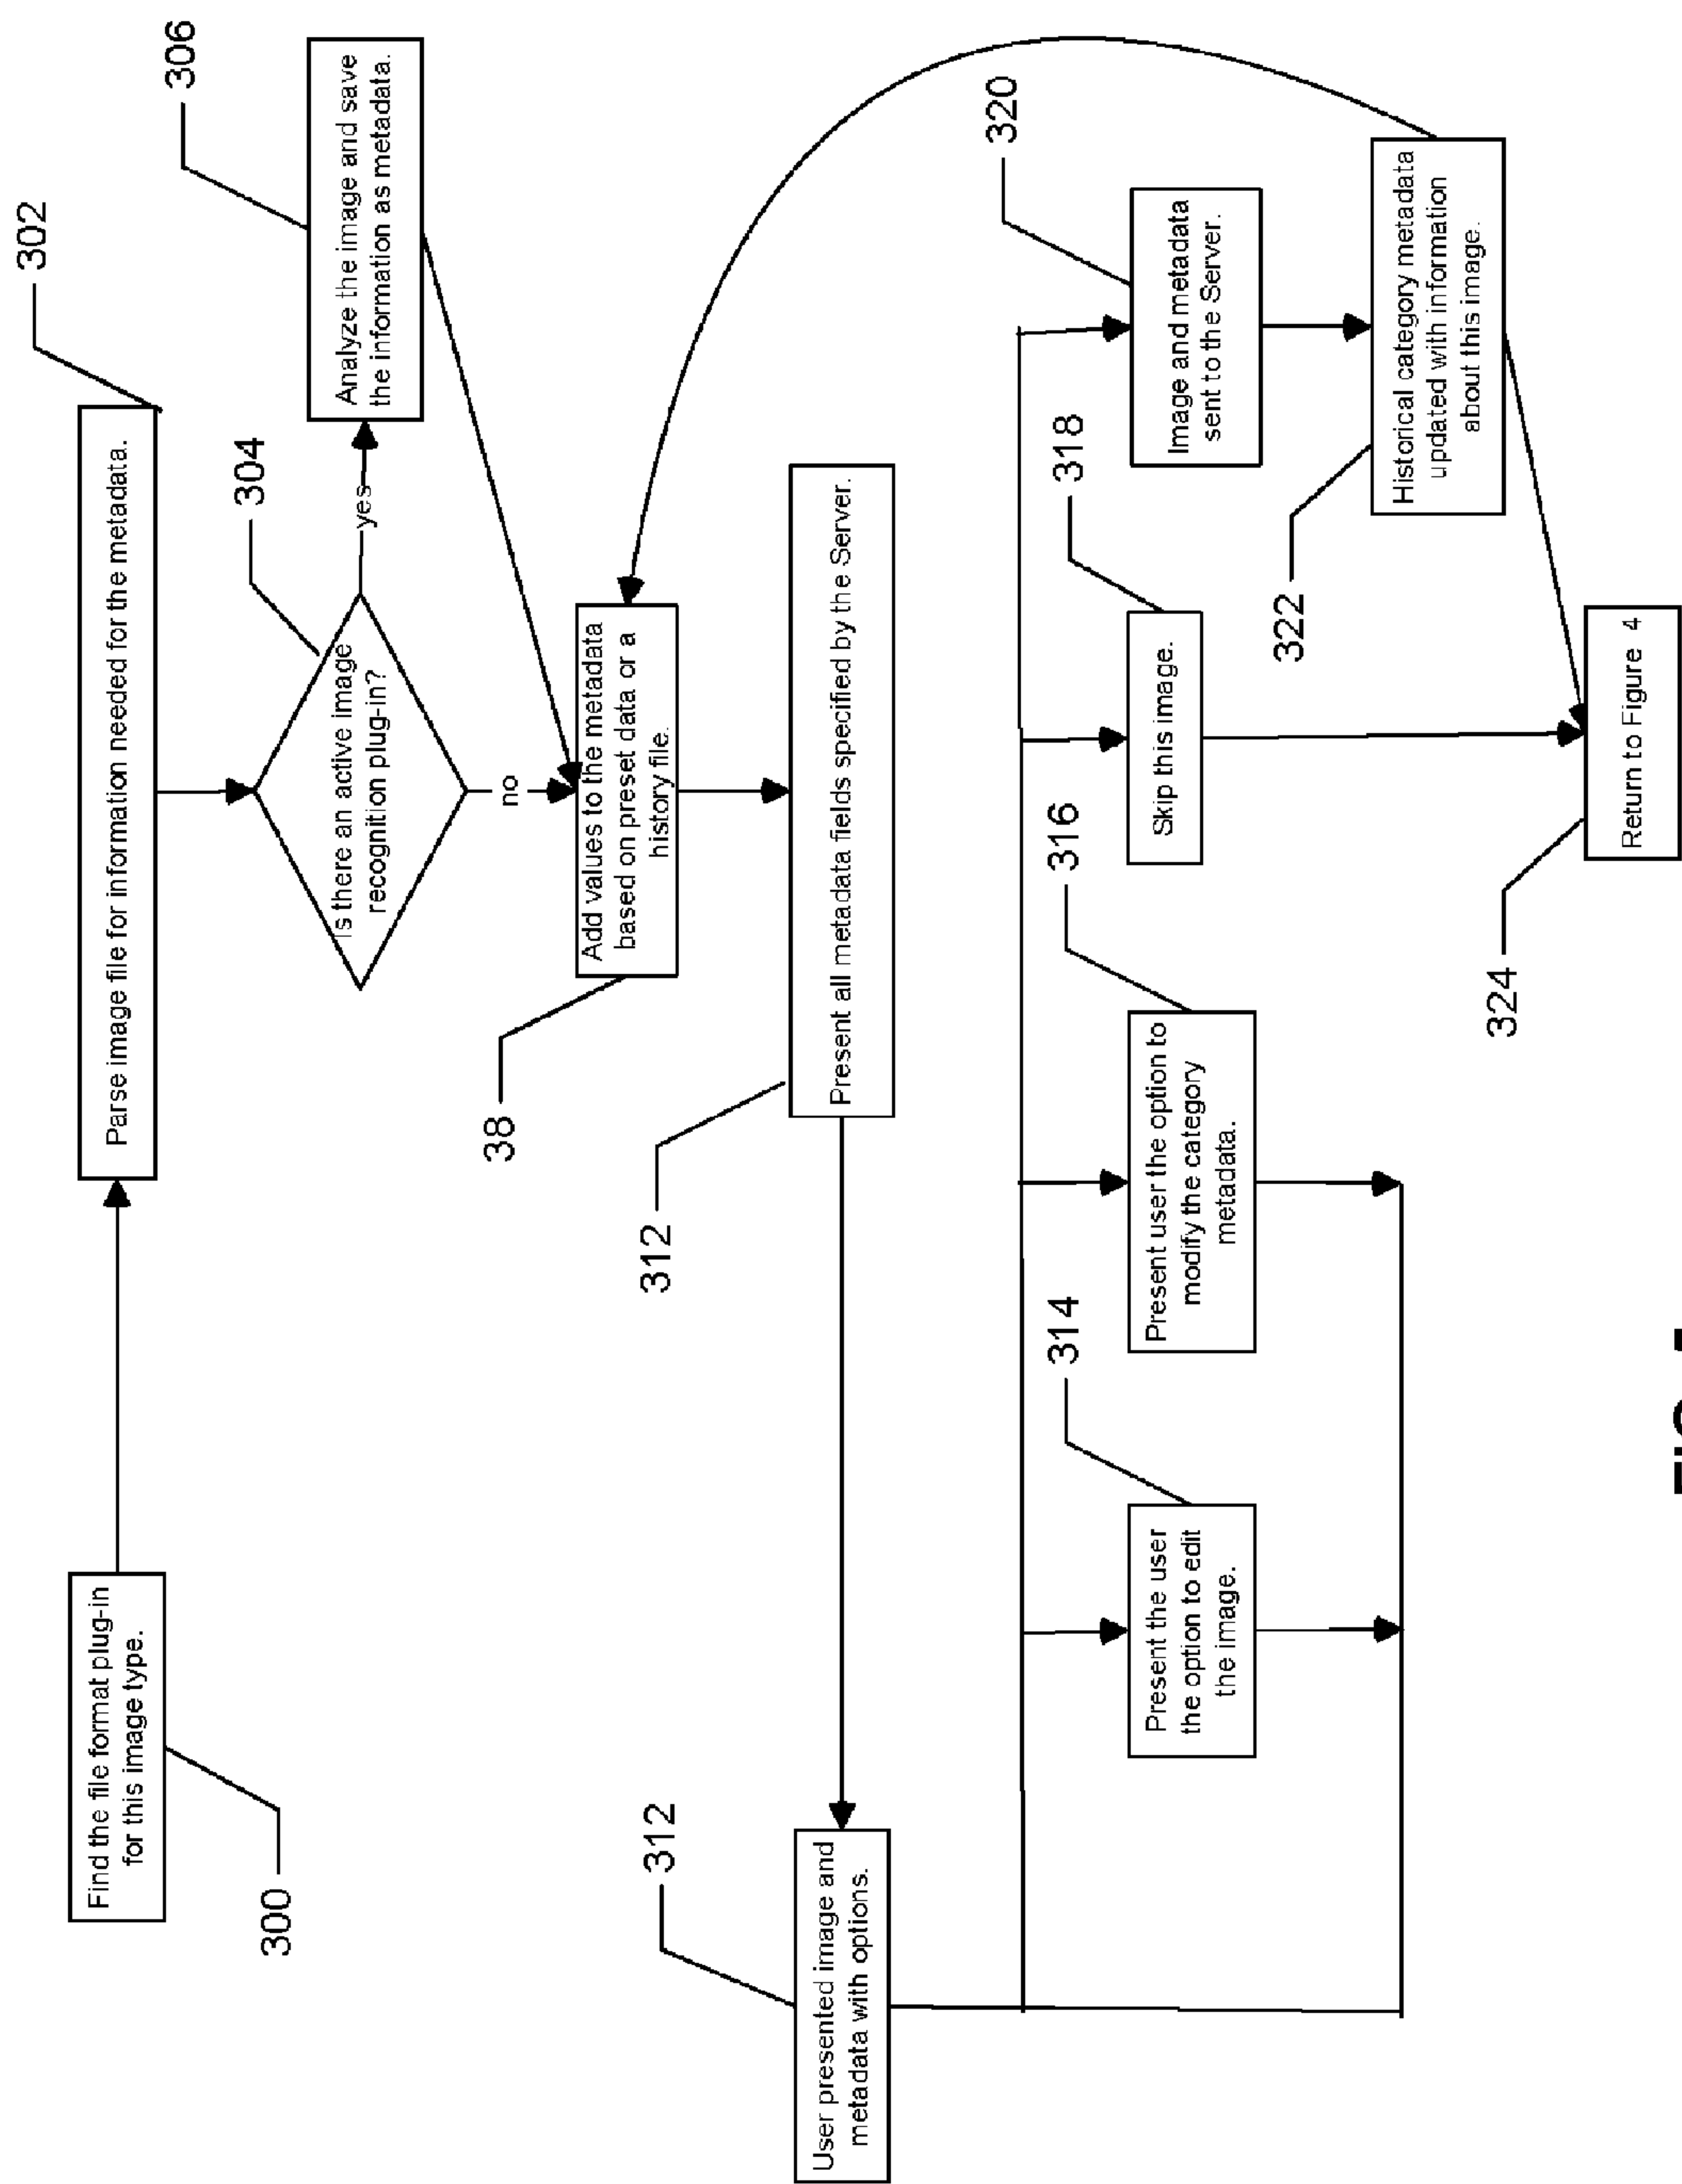 300
Find the file format plug-in
for this image type.
302
Parse image file for information needed for the metadata.
304
Is there an active image
recognition plug-in?
yes
no
306
Analyze the image and save
the information as metadata.
38
Add values to the metadata
based on preset data or a
history file.
312
Present all metadata fields specified by the Server.
312
User presented image and
metadata with options.
314
Present the user
the option to edit
the image.
316
Present user the option to
modify the category
metadata.
318
Skip this image.
320
Image and metadata
sent to the Server.
322
Historical category metadata
updated with information
about this image.
324
Return to Figure 4